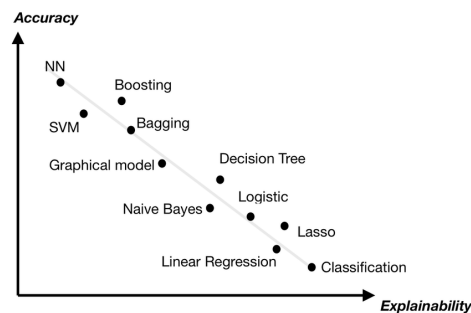 Accuracy
NN
Boosting
SVM
Bagging
Graphical model
Decision Tree
Naive Bayes
Logistic
Lasso
Linear Regression
Classification
Explainability